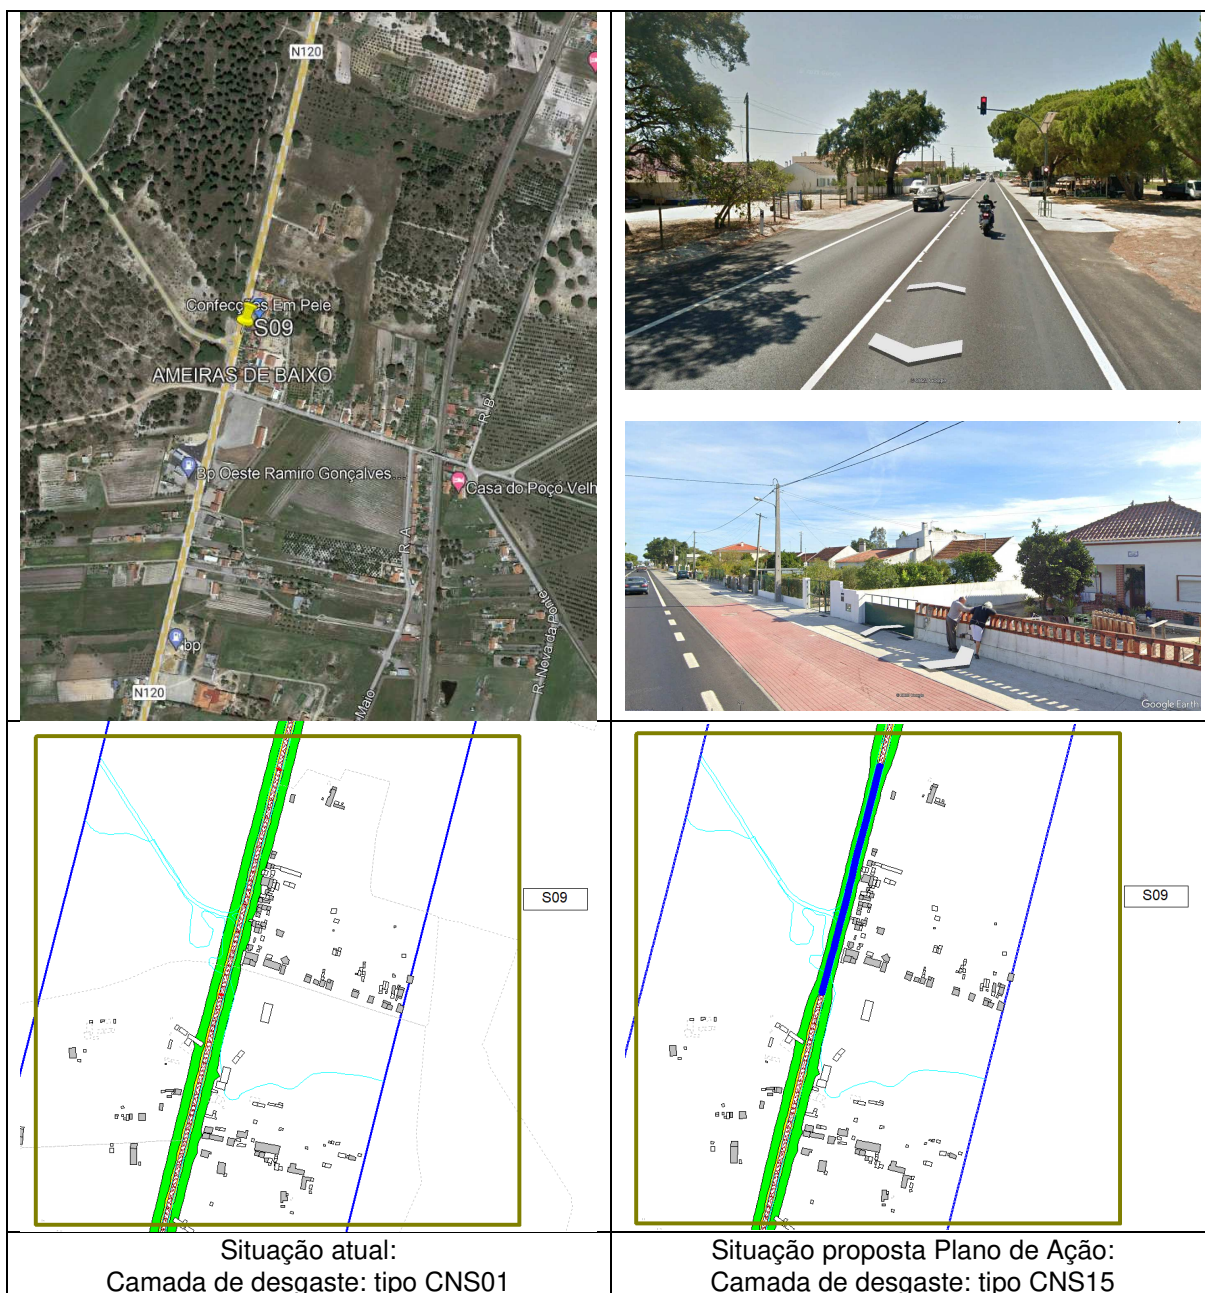 N120
Confecções Em Pele
S09
AMEIRAS DE BAIXO
R. B
Bp Oeste Ramiro Gonçalves...
Casa do Poço Velh
R. A
bp
R. Nova da Ponte
N120
Maio
Google Earth
S09
S09
Situação atual:
Camada de desgaste: tipo CNS01
Situação proposta Plano de Ação:
Camada de desgaste: tipo CNS15